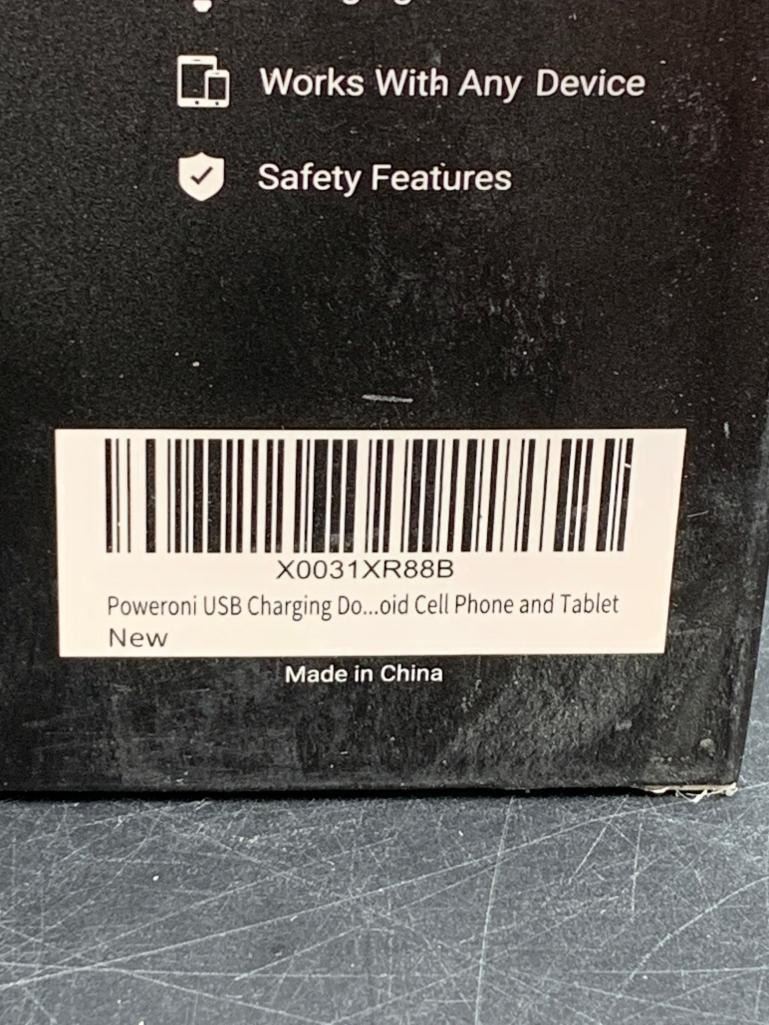 Works With Any Device
Safety Features
X0031XR88B
Poweroni USB Charging Do...oid Cell Phone and Tablet
New
Made in China